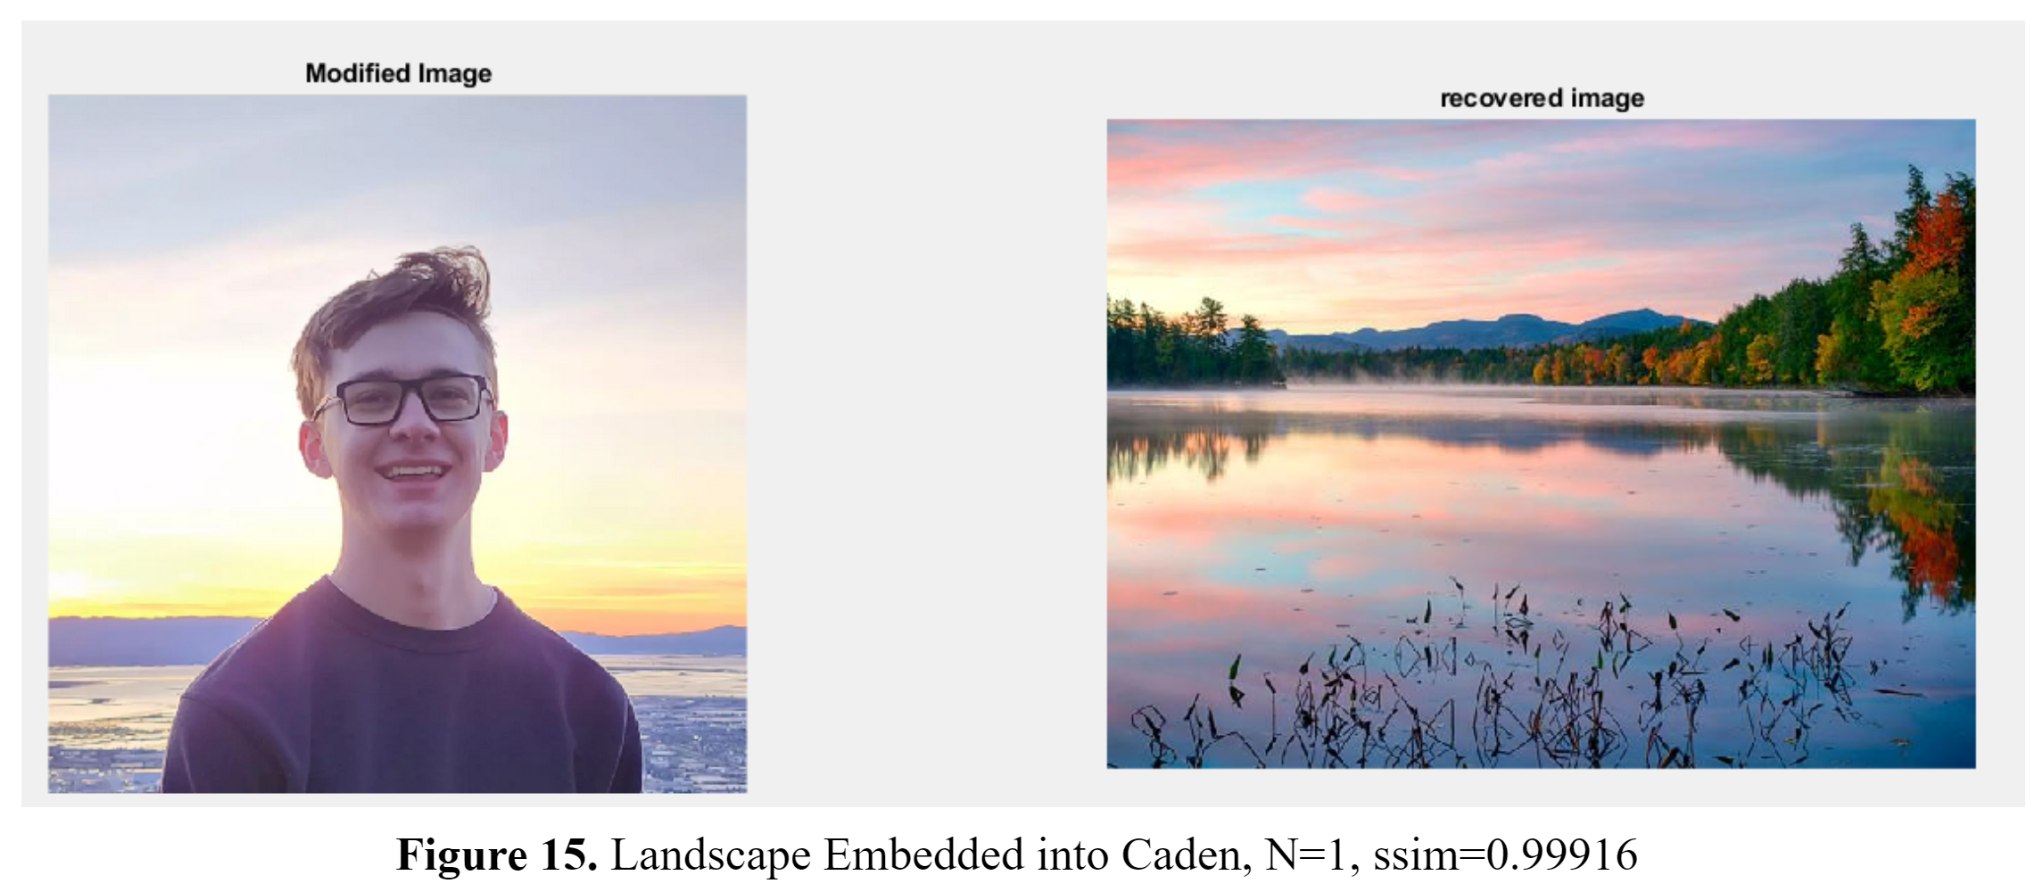 Modified Image
recovered image
Figure 15. Landscape Embedded into Caden, N=1, ssim=0.99916